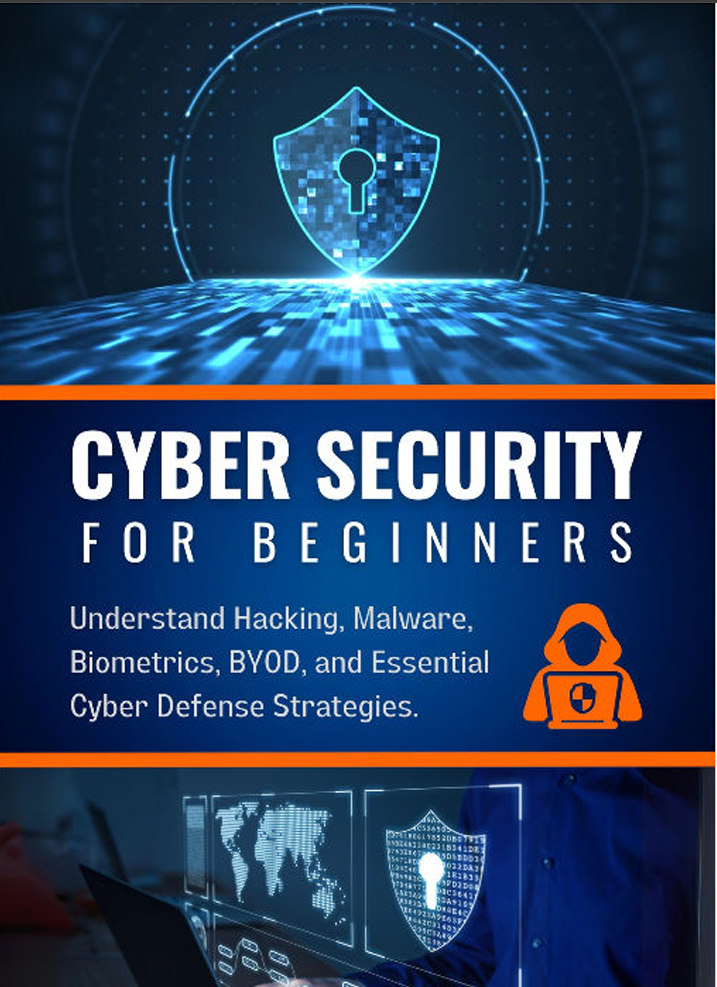 CYBER SECURITY
FOR BEGINNERS
Understand Hacking, Malware,
Biometrics, BYOD, and Essential
Cyber Defense Strategies.